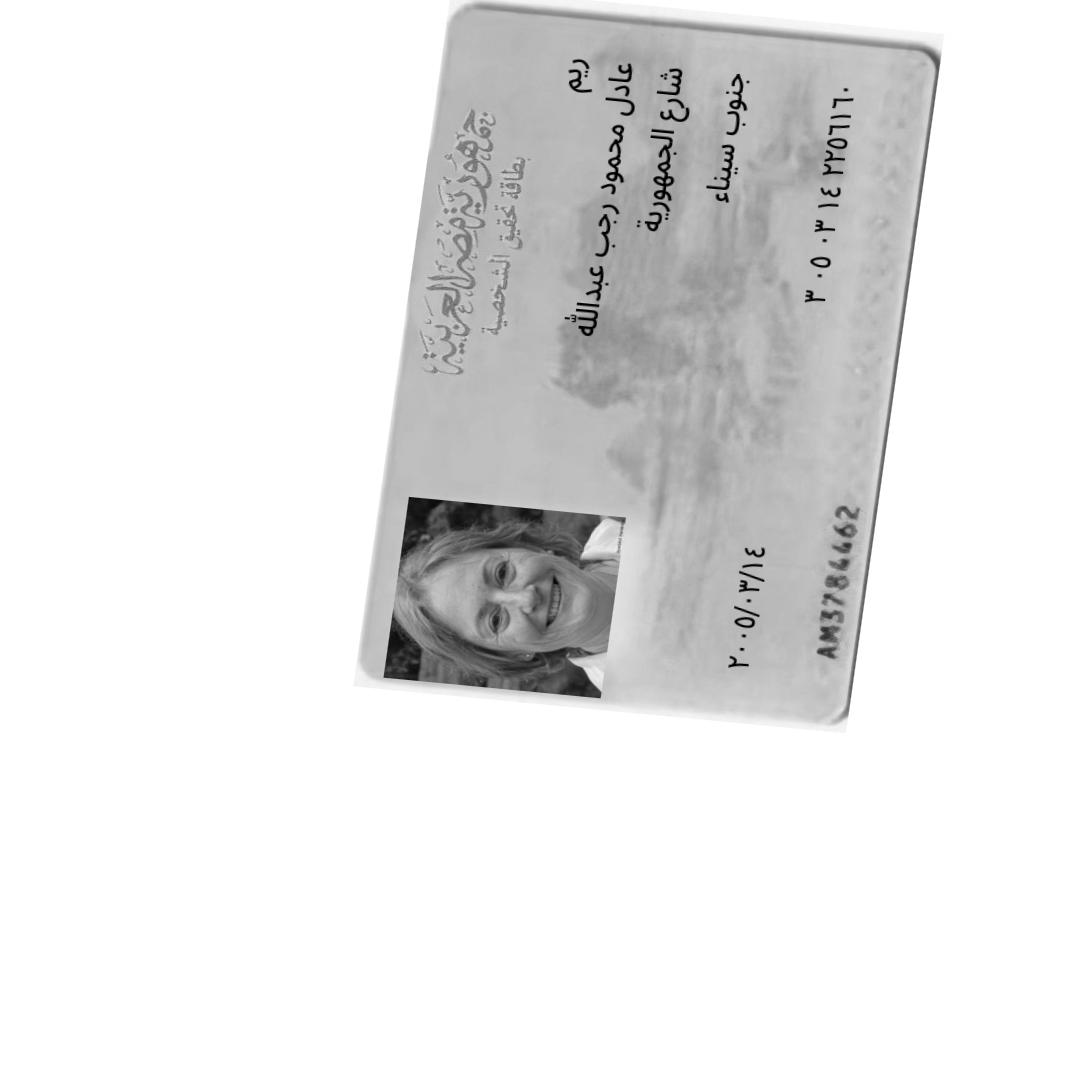 جمهورية مصر العربية
بطاقة تحقيق الشخصية
ريم
عادل محمود رجب عبدالله
شارع الجمهورية
جنوب سيناء
٣٠٥٠٣١٤٢٢٥٦١٦٠
٢٠٠٥/٠٣/١٤
AM3784462